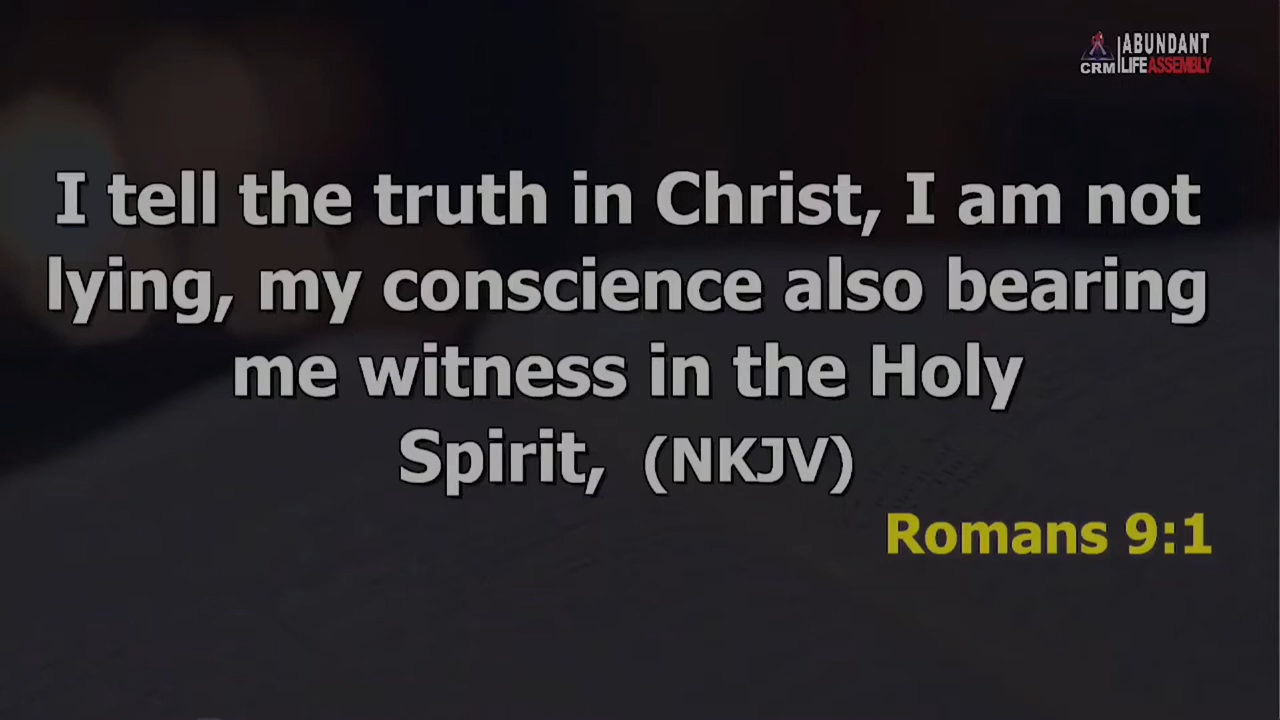 CRM ABUNDANT
LIFE ASSEMBLY
I tell the truth in Christ, I am not
lying, my conscience also bearing
me witness in the Holy
Spirit, (NKJV)
Romans 9:1